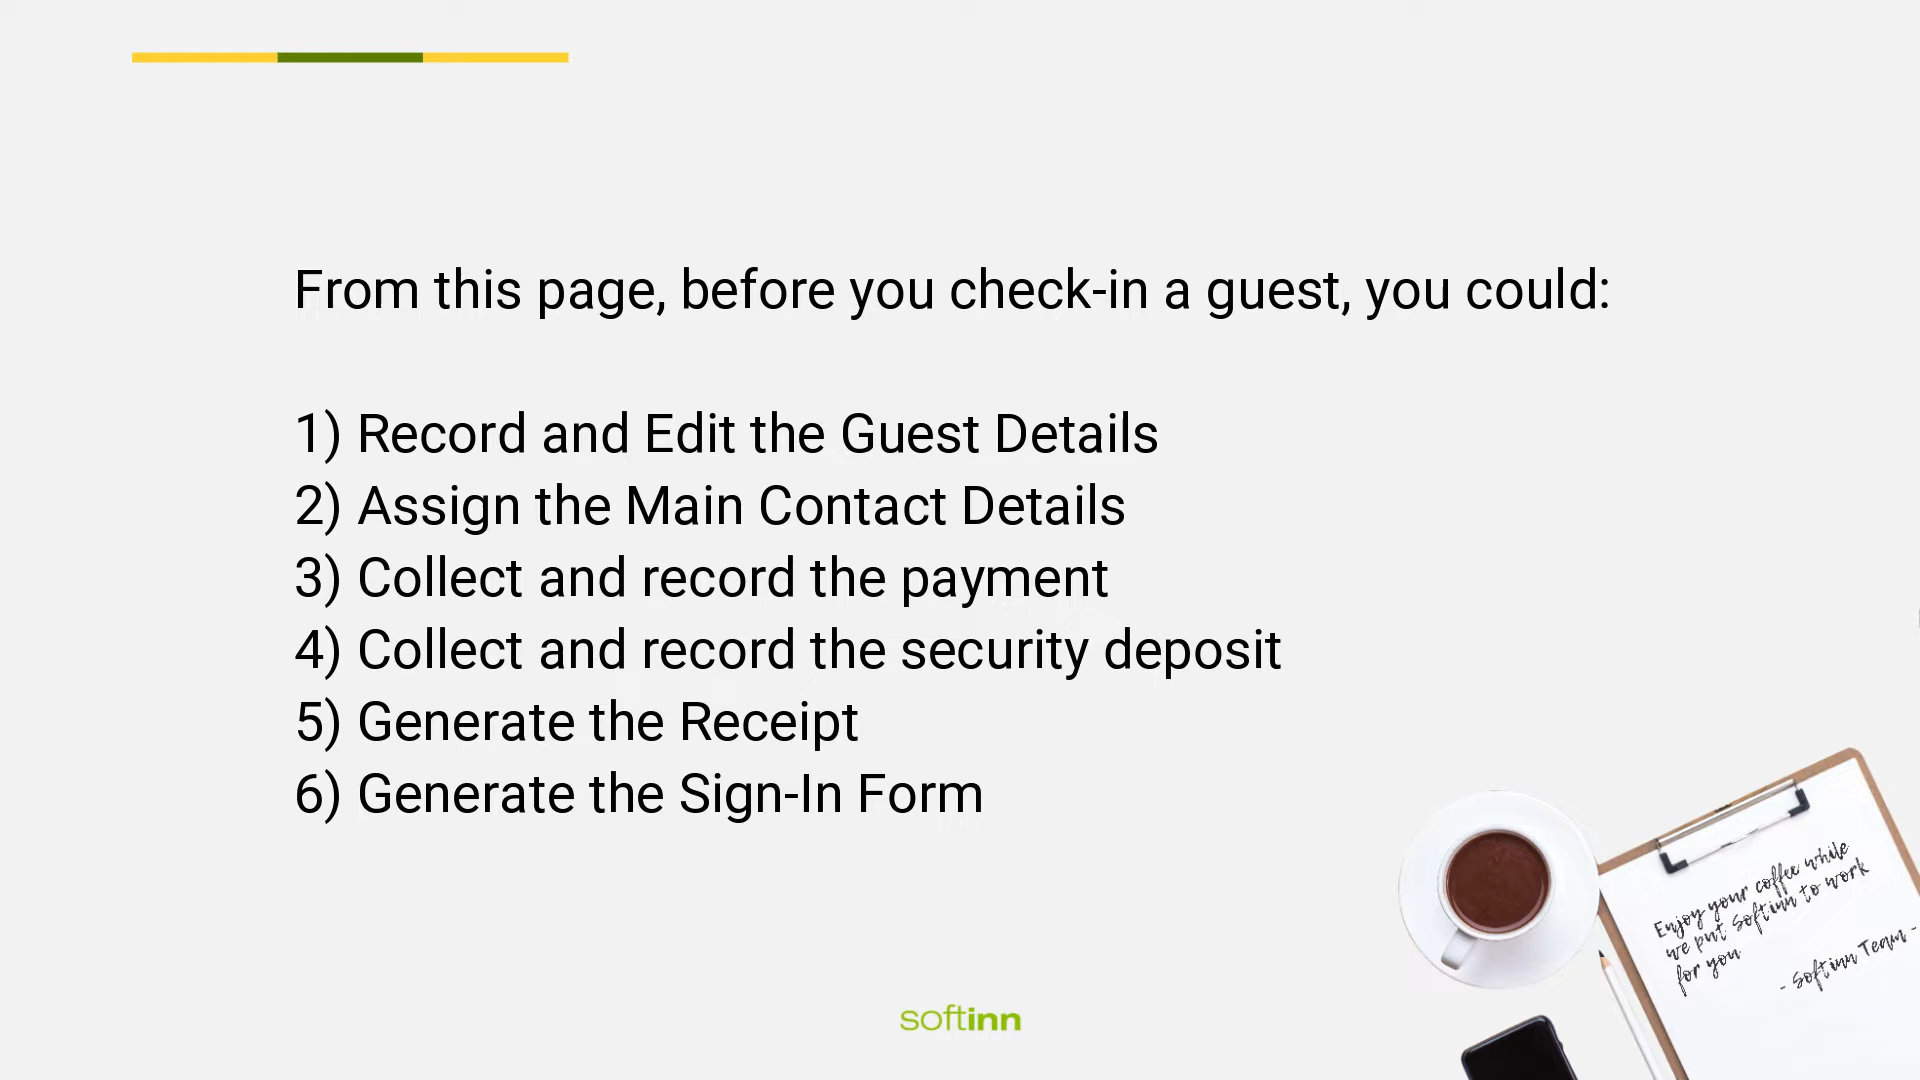 From this page, before you check-in a guest, you could:
1) Record and Edit the Guest Details
2) Assign the Main Contact Details
3) Collect and record the payment
4) Collect and record the security deposit
5) Generate the Receipt
6) Generate the Sign-In Form
Enjoy your coffee while
we put Softinn to work
for you
- Softinn Team -
softinn